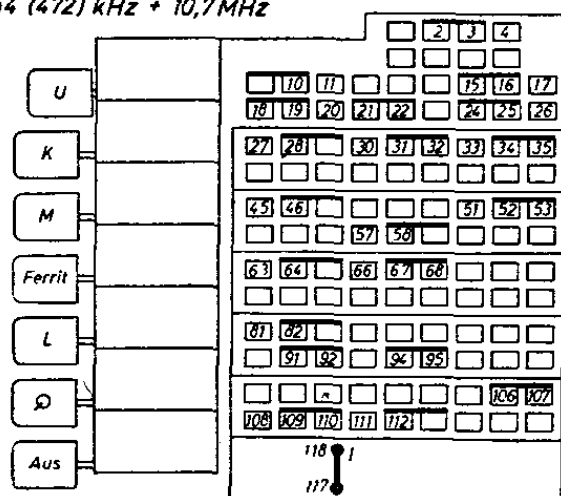 64 (472) kHz + 10,7 MHz
2 3 4
10 11 15 16 17
U
18 19 20 21 22 24 25 26
K
27 28 30 31 32 33 34 35
M
45 46 51 52 53
57 58
Ferrit
63 64 66 67 68
L
81 82
91 92 94 95
106 107
108 109 110 111 112
Aus
118 I
117